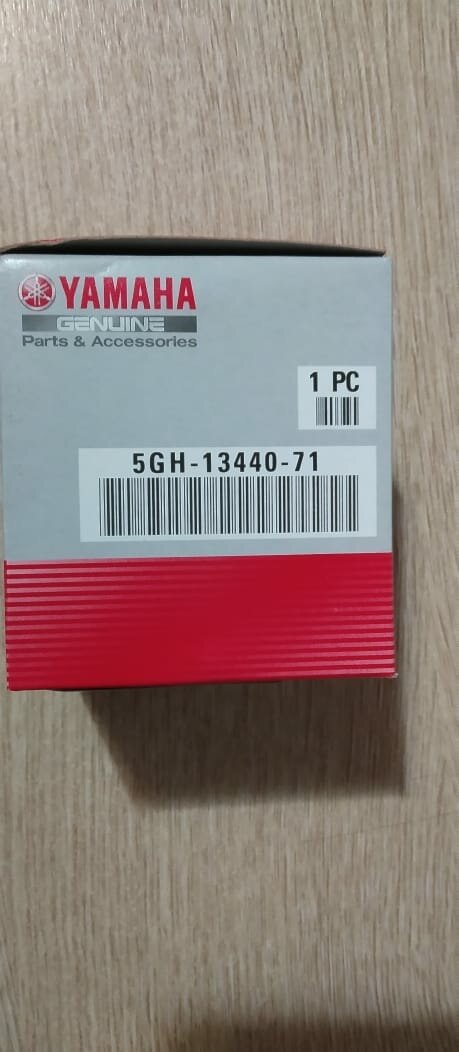 YAMAHA
GENUINE
Parts & Accessories
1 PC
5GH-13440-71